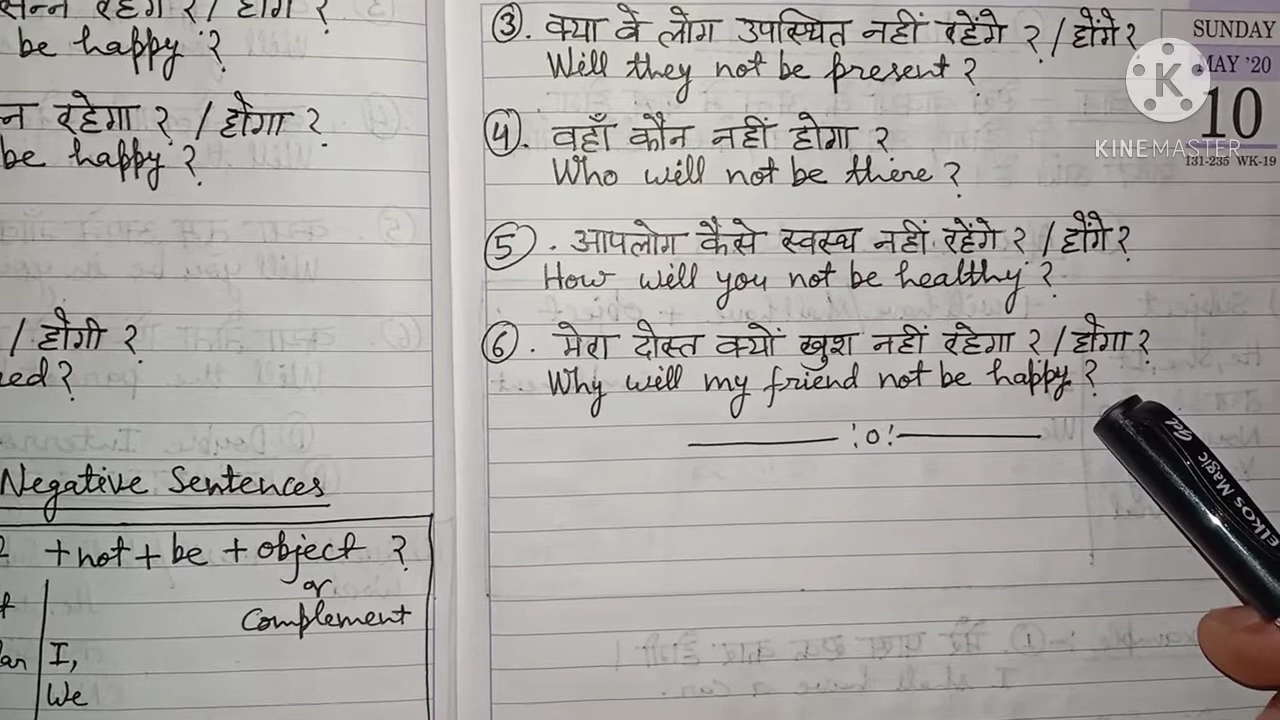 be happy ?
न रहेगा ? / होगा ?
be happy ?
/ होगी ?
Negative Sentences
+ not + be + object ?
or
Complement
I,
We
③. क्या वे लोग उपस्थित नहीं रहेंगे ? / होंगे ?
Will they not be present ?
④. वहाँ कौन नहीं होगा ?
Who will not be there ?
⑤. आपलोग कैसे स्वस्थ नहीं रहेंगे ? / होंगे ?
How will you not be healthy ?
⑥. मेरा दोस्त क्यों खुश नहीं रहेगा ? / होगा ?
Why will my friend not be happy ?
SUNDAY
MAY '20
10
131-235 WK-19
K
KINEMASTER
ELKOS Magic Gel